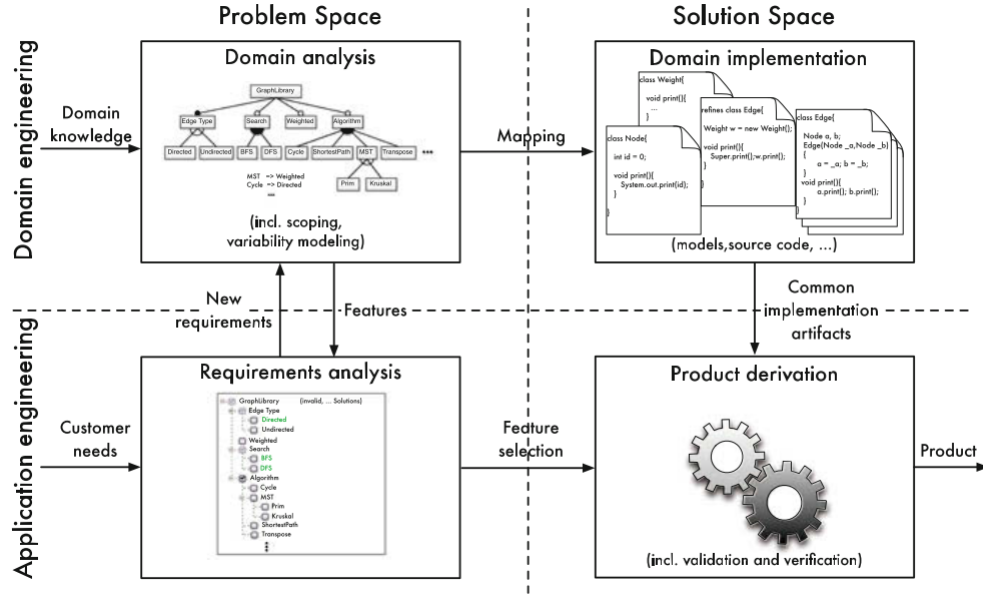 Problem Space
Solution Space
Domain engineering
Application engineering
Domain
knowledge
Domain analysis
GraphLibrary
Edge Type
Search
Weighted
Algorithm
Directed
Undirected
BFS
DFS
Cycle
ShortestPath
MST
Transpose
•••
MST => Weighted
Cycle => Directed
...
Prim
Kruskal
(incl. scoping,
variability modeling)
Mapping
Domain implementation
class Weight{
void print(){
...
}
refines class Edge{
Weight w = new Weight();
void print(){
Super.print();w.print();
}
}
class Node{
int id = 0;
void print(){
System.out.print(id);
}
}
class Edge{
Node a, b;
Edge(Node _a,Node _b)
{
a = _a; b = _b;
}
void print(){
a.print(); b.print();
}
}
(models,source code, ...)
New
requirements
Features
Common
implementation
artifacts
Customer
needs
Requirements analysis
GraphLibrary (invalid, ... Solutions)
Edge Type
Directed
Undirected
Weighted
Search
BFS
DFS
Algorithm
Cycle
MST
Prim
Kruskal
ShortestPath
Transpose
Feature
selection
Product derivation
(incl. validation and verification)
Product